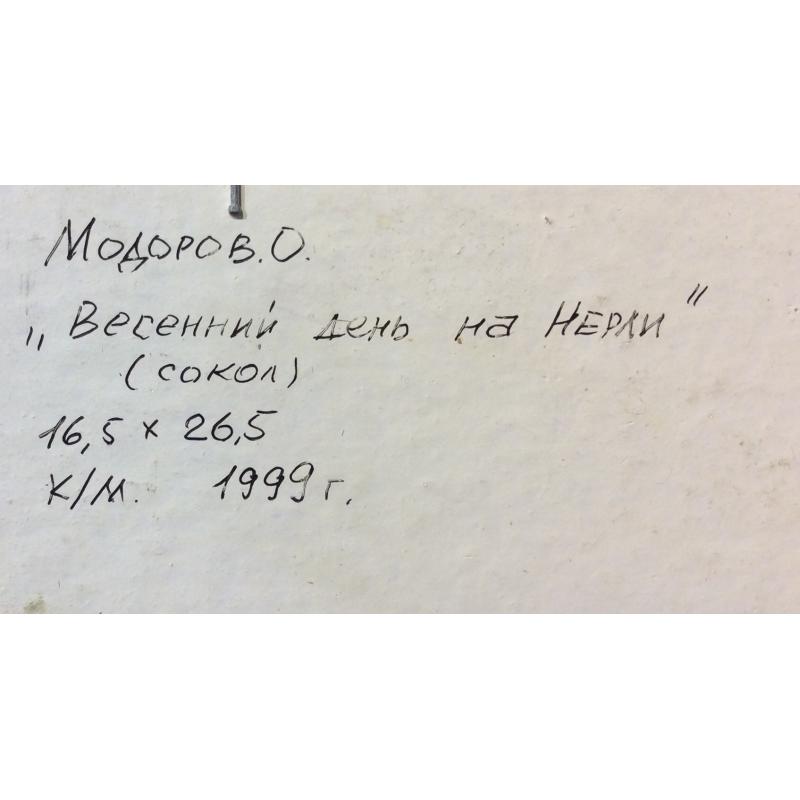 Модоров.О.
„Весенний день на Нерли"
(сокол)
16,5 х 26,5
К/М. 1999 г.